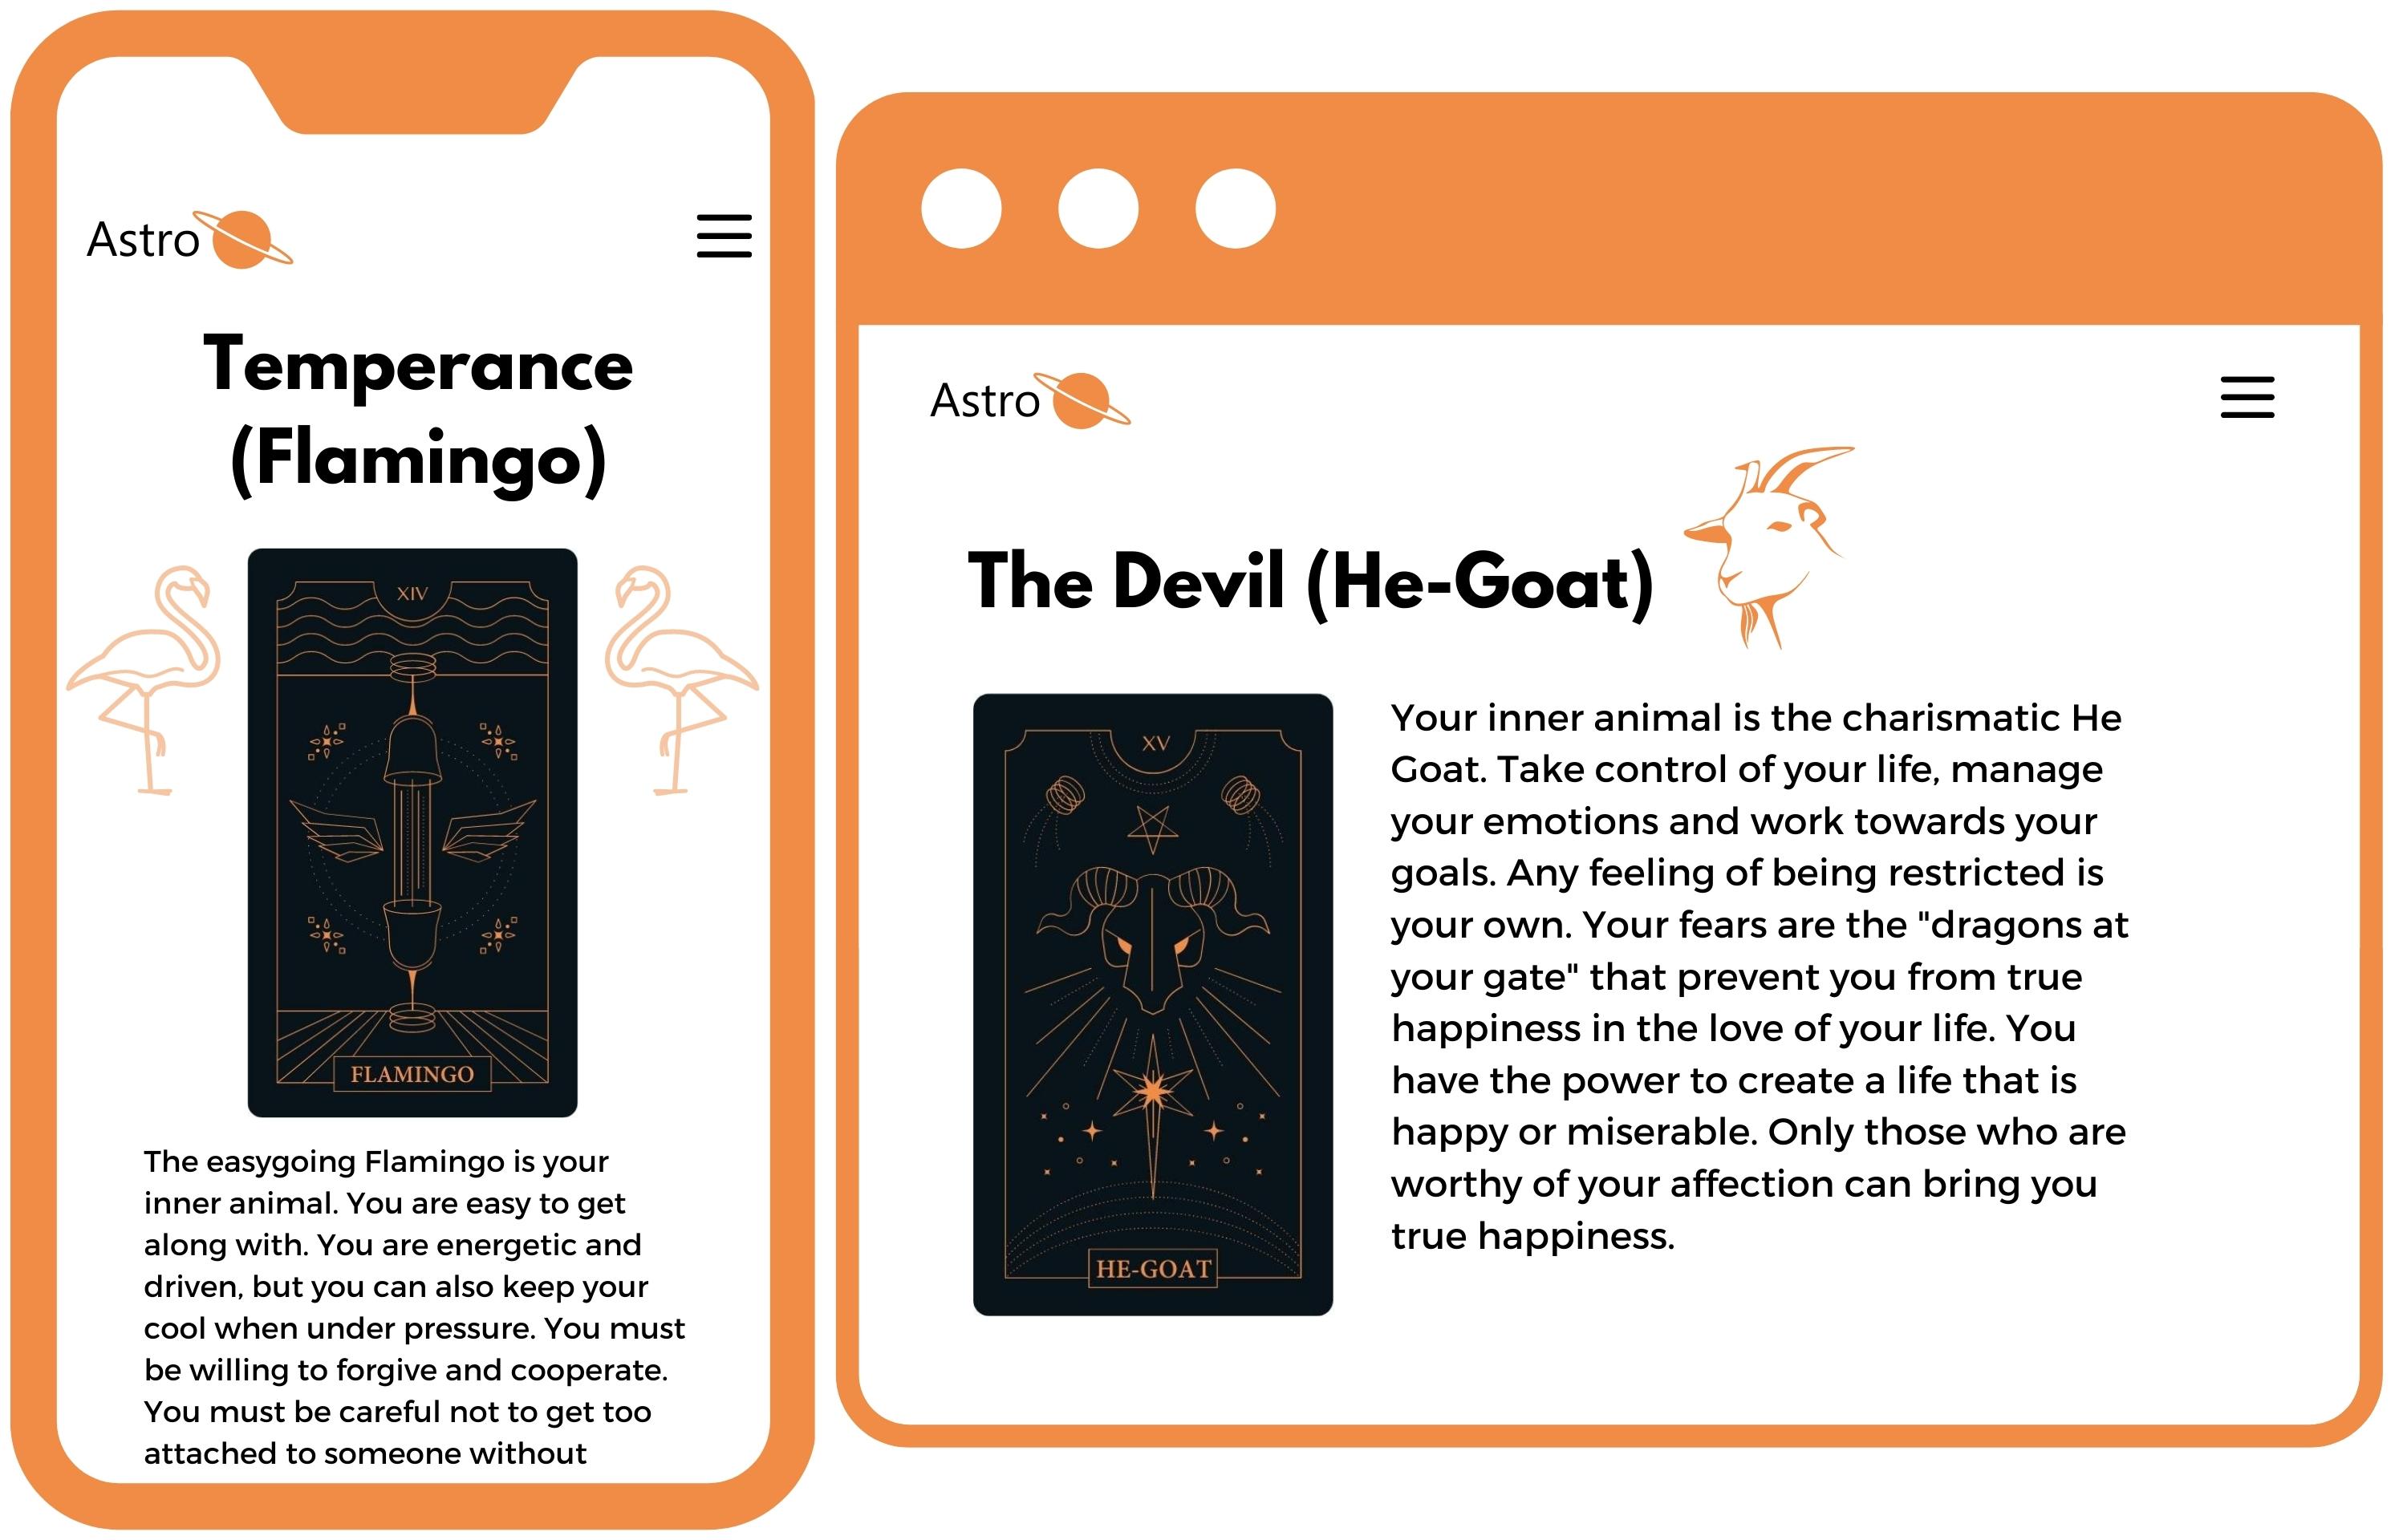 Astro
Temperance
(Flamingo)
XIV
FLAMINGO
The easygoing Flamingo is your
inner animal. You are easy to get
along with. You are energetic and
driven, but you can also keep your
cool when under pressure. You must
be willing to forgive and cooperate.
You must be careful not to get too
attached to someone without
Astro
The Devil (He-Goat)
XV
HE-GOAT
Your inner animal is the charismatic He
Goat. Take control of your life, manage
your emotions and work towards your
goals. Any feeling of being restricted is
your own. Your fears are the "dragons at
your gate" that prevent you from true
happiness in the love of your life. You
have the power to create a life that is
happy or miserable. Only those who are
worthy of your affection can bring you
true happiness.